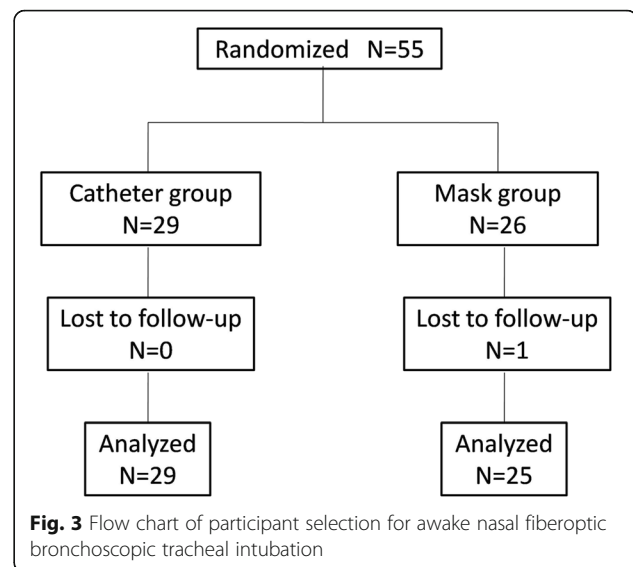 Randomized N=55
Catheter group
N=29
Mask group
N=26
Lost to follow-up
N=0
Lost to follow-up
N=1
Analyzed
N=29
Analyzed
N=25
Fig. 3 Flow chart of participant selection for awake nasal fiberoptic
bronchoscopic tracheal intubation